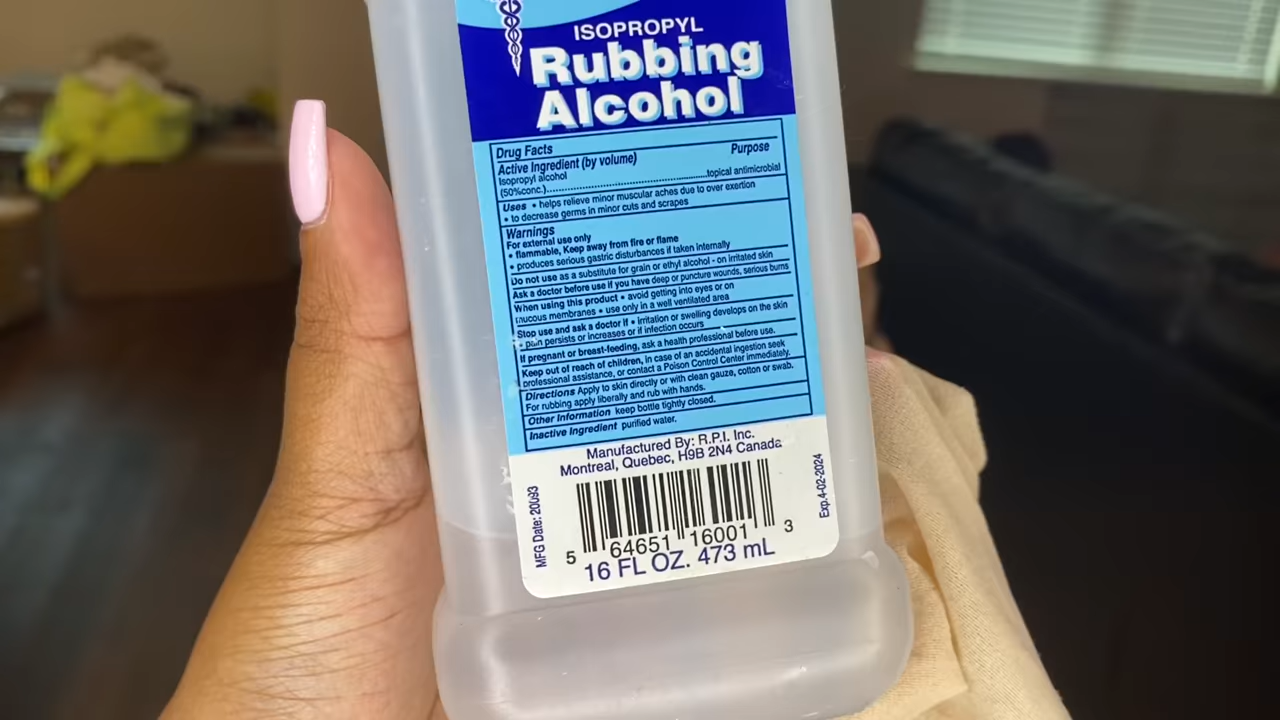 ISOPROPYL
Rubbing
Alcohol
Drug Facts
Active Ingredient (by volume) Purpose
Isopropyl alcohol
(50%conc.)..................................................topical antimicrobial
Uses • helps relieve minor muscular aches due to over exertion
• to decrease germs in minor cuts and scrapes
Warnings
For external use only
• flammable, Keep away from fire or flame
• produces serious gastric disturbances if taken internally
Do not use as a substitute for grain or ethyl alcohol - on irritated skin
Ask a doctor before use if you have deep or puncture wounds, serious burns
When using this product • avoid getting into eyes or on
mucous membranes • use only in a well ventilated area
Stop use and ask a doctor if • irritation or swelling develops on the skin
• pain persists or increases or if infection occurs
If pregnant or breast-feeding, ask a health professional before use.
Keep out of reach of children, in case of an accidental ingestion seek
professional assistance, or contact a Poison Control Center immediately.
Directions Apply to skin directly or with clean gauze, cotton or swab.
For rubbing apply liberally and rub with hands.
Other Information keep bottle tightly closed.
Inactive Ingredient purified water.
Manufactured By: R.P.I. Inc.
Montreal, Quebec, H9B 2N4 Canada
MFG Date: 20093
Exp.4-02-2024
5 64651 16001 3
16 FL OZ. 473 mL